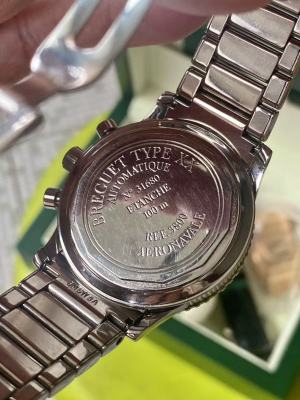 BREGUET TYPE XX
AUTOMATIQUE
N° 31680
ETANCHE
100 m
REF. 3800
AERONAVALE